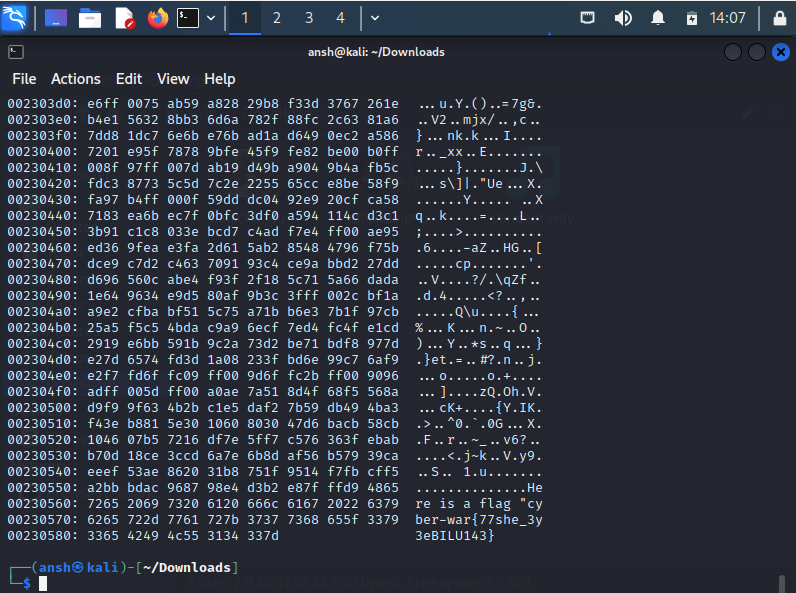 1 2 3 4 14:07
ansh@kali: ~/Downloads
File Actions Edit View Help
002303d0: e6ff 0075 ab59 a828 29b8 f33d 3767 261e ...u.Y.()..=7g&.
002303e0: b4e1 5632 8bb3 6d6a 782f 88fc 2c63 81a6 ..V2..mjx/..,c..
002303f0: 7dd8 1dc7 6e6b e76b ad1a d649 0ec2 a586 }...nk.k...I....
00230400: 7201 e95f 7878 9bfe 45f9 fe82 be00 b0ff r.._xx..E.......
00230410: 008f 97ff 007d ab19 d49b a904 9b4a fb5c .....}.......J.\
00230420: fdc3 8773 5c5d 7c2e 2255 65cc e8be 58f9 ...s\]|."Ue...X.
00230430: fa97 b4ff 000f 59dd dc04 92e9 20cf ca58 ......Y..... ..X
00230440: 7183 ea6b ec7f 0bfc 3df0 a594 114c d3c1 q..k....=....L..
00230450: 3b91 c1c8 033e bcd7 c4ad f7e4 ff00 ae95 ;....>..........
00230460: ed36 9fea e3fa 2d61 5ab2 8548 4796 f75b .6....-aZ..HG..[
00230470: dce9 c7d2 c463 7091 93c4 ce9a bbd2 27dd .....cp.......'.
00230480: d696 560c abe4 f93f 2f18 5c71 5a66 dada ..V....?/.\qZf..
00230490: 1e64 9634 e9d5 80af 9b3c 3fff 002c bf1a .d.4.....<?..,..
002304a0: a9e2 cfba bf51 5c75 a71b b6e3 7b1f 97cb .....Q\u....{...
002304b0: 25a5 f5c5 4bda c9a9 6ecf 7ed4 fc4f e1cd %...K...n.~..O..
002304c0: 2919 e6bb 591b 9c2a 73d2 be71 bdf8 977d )...Y..*s..q...}
002304d0: e27d 6574 fd3d 1a08 233f bd6e 99c7 6af9 .}et.=..#?.n..j.
002304e0: e2f7 fd6f fc09 ff00 9d6f fc2b ff00 9096 ...o.....o.+....
002304f0: adff 005d ff00 a0ae 7a51 8d4f 68f5 568a ...]....zQ.Oh.V.
00230500: d9f9 9f63 4b2b c1e5 daf2 7b59 db49 4ba3 ...cK+....{Y.IK.
00230510: f43e b881 5e30 1060 8030 47d6 bacb 58cb .>..^0.`.0G...X.
00230520: 1046 07b5 7216 df7e 5ff7 c576 363f ebab .F..r..~_..v6?..
00230530: b70d 18ce 3ccd 6a7e 6b8d af56 b579 39ca ....<.j~k..V.y9.
00230540: eeef 53ae 8620 31b8 751f 9514 f7fb cff5 ..S.. 1.u.......
00230550: a2bb bdac 9687 98e4 d3b2 e87f ffd9 4865 ..............He
00230560: 7265 2069 7320 6120 666c 6167 2022 6379 re is a flag "cy
00230570: 6265 722d 7761 727b 3737 7368 655f 3379 ber-war{77she_3y
00230580: 3365 4249 4c55 3134 337d 3eBILU143}
┌──(ansh㉿kali)-[~/Downloads]
└─$